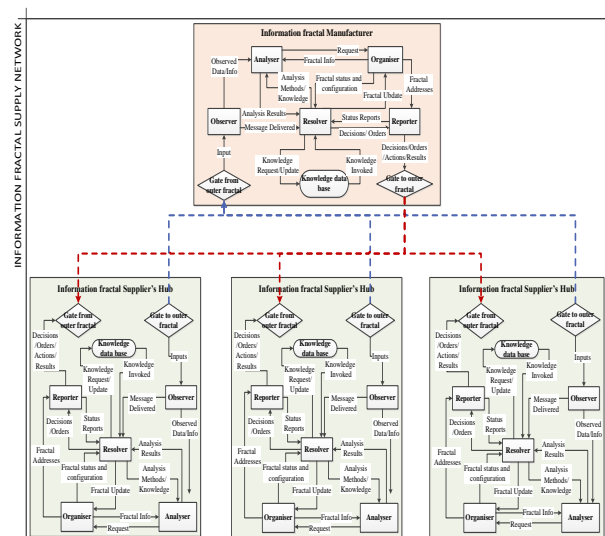 INFORMATION FRACTAL SUPPLY NETWORK
Information fractal Manufacturer
Analyser
Request
Organiser
Fractal Info
Observed
Data/Info
Analysis
Methods/
Knowledge
Fractal status and
configuration
Fractal Ubdate
Fractal
Addresses
Analysis Results
Observer
Message Delivered
Resolver
Status Reports
Decisions/ Orders
Reporter
Input
Knowledge
Request/Update
Knowledge
Invoked
Decisions/Orders
/Actions/Results
Gate from
outer fractal
Knowledge data
base
Gate to outer
fractal
Information fractal Supplier's Hub
Gate from
outer fractal
Gate to outer
fractal
Decisions
/Orders/
Actions/
Results
Knowledge data
base
Inputs
Knowledge
Request/
Update
Knowledge
Invoked
Reporter
Observer
Message
Delivered
Decisions
/Orders
Status
Reports
Observed
Data/Info
Resolver
Analysis
Results
Fractal
Addresses
Fractal status and
configuration
Analysis
Methods/
Knowledge
Fractal Update
Organiser
Fractal Info
Request
Analyser
Information fractal Supplier's Hub
Gate from
outer fractal
Gate to outer
fractal
Decisions
/Orders/
Actions/
Results
Knowledge data
base
Inputs
Knowledge
Request/
Update
Knowledge
Invoked
Reporter
Observer
Message
Delivered
Decisions
/Orders
Status
Reports
Observed
Data/Info
Resolver
Analysis
Results
Fractal
Addresses
Fractal status and
configuration
Analysis
Methods/
Knowledge
Fractal Update
Organiser
Fractal Info
Request
Analyser
Information fractal Supplier's Hub
Gate from
outer fractal
Gate to outer
fractal
Decisions
/Orders/
Actions/
Results
Knowledge data
base
Inputs
Knowledge
Request/
Update
Knowledge
Invoked
Reporter
Observer
Message
Delivered
Decisions
/Orders
Status
Reports
Observed
Data/Info
Resolver
Analysis
Results
Fractal
Addresses
Fractal status and
configuration
Analysis
Methods/
Knowledge
Fractal Update
Organiser
Fractal Info
Request
Analyser